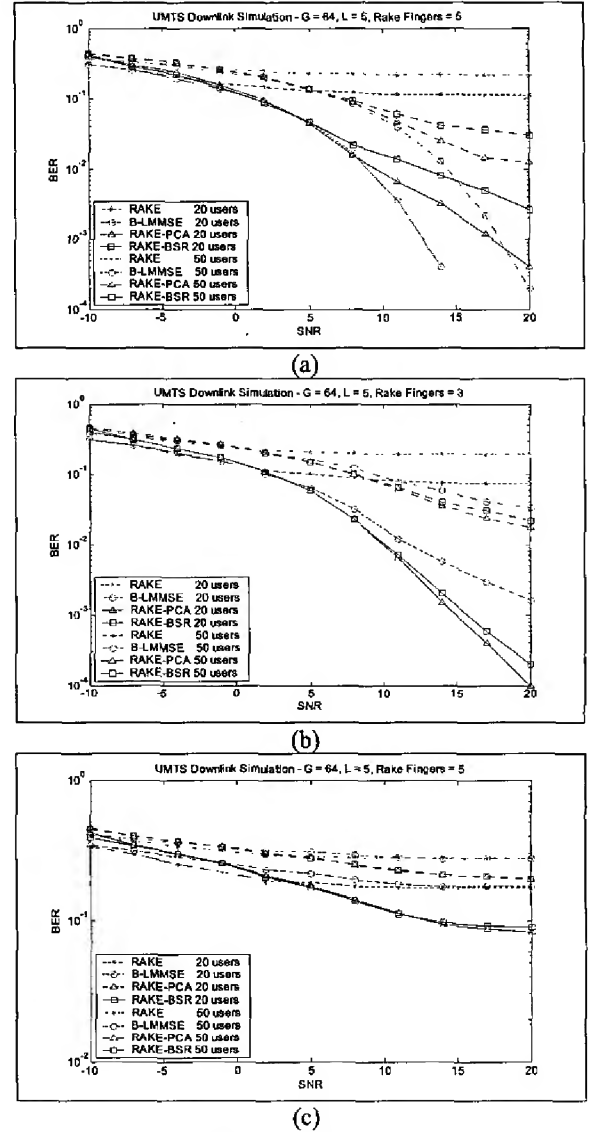 UMTS Downlink Simulation - G = 64, L = 5, Rake Fingers = 5
10^0
10^-1
10^-2
10^-3
10^-4
BER
RAKE 20 users
B-LMMSE 20 users
RAKE-PCA 20 users
RAKE-BSR 20 users
RAKE 50 users
B-LMMSE 50 users
RAKE-PCA 50 users
RAKE-BSR 50 users
-10 -5 0 5 10 15 20
SNR
(a)
UMTS Downlink Simulation - G = 64, L = 5, Rake Fingers = 3
10^0
10^-1
10^-2
10^-3
10^-4
BER
RAKE 20 users
B-LMMSE 20 users
RAKE-PCA 20 users
RAKE-BSR 20 users
RAKE 50 users
B-LMMSE 50 users
RAKE-PCA 50 users
RAKE-BSR 50 users
-10 -5 0 5 10 15 20
SNR
(b)
UMTS Downlink Simulation - G = 64, L = 5, Rake Fingers = 5
10^0
10^-1
10^-2
BER
RAKE 20 users
B-LMMSE 20 users
RAKE-PCA 20 users
RAKE-BSR 20 users
RAKE 50 users
B-LMMSE 50 users
RAKE-PCA 50 users
RAKE-BSR 50 users
-10 -5 0 5 10 15 20
SNR
(c)